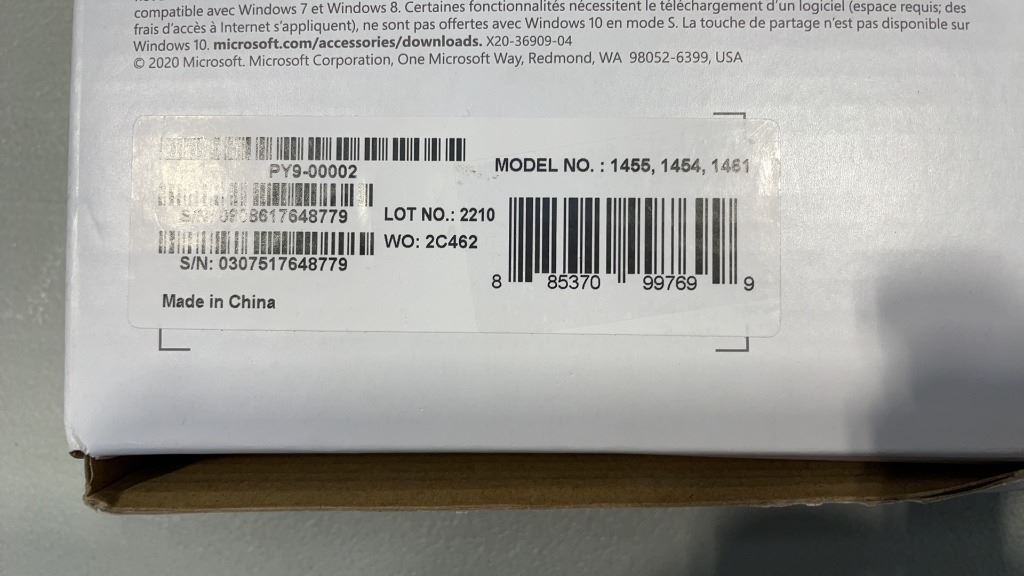 compatible avec Windows 7 et Windows 8. Certaines fonctionnalités nécessitent le téléchargement d'un logiciel (espace requis; des
frais d'accès à Internet s'appliquent), ne sont pas offertes avec Windows 10 en mode S. La touche de partage n'est pas disponible sur
Windows 10. microsoft.com/accessories/downloads. X20-36909-04
© 2020 Microsoft. Microsoft Corporation, One Microsoft Way, Redmond, WA 98052-6399, USA
PY9-00002
MODEL NO. : 1455, 1454, 1461
S/N:
LOT NO.: 2210
WO: 2C462
S/N: 0307517648779
8 85370 99769 9
Made in China